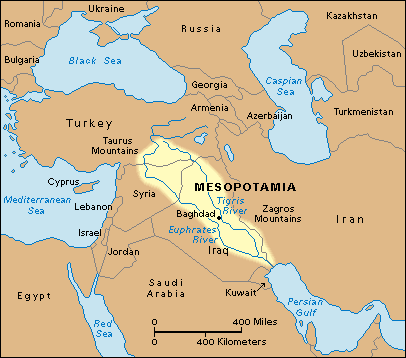 Ukraine
Romania
Russia
Kazakhstan
Uzbekistan
Bulgaria
Black Sea
Caspian
Sea
Georgia
Armenia
Azerbaijan
Turkmenistan
Turkey
Taurus
Mountains
MESOPOTAMIA
Cyprus
Syria
Tigris
River
Mediterranean
Sea
Lebanon
Baghdad
Zagros
Mountains
Iran
Euphrates
River
Israel
Iraq
Jordan
Saudi
Arabia
Kuwait
Egypt
Persian
Gulf
Red
Sea
0 400 Miles
0 400 Kilometers